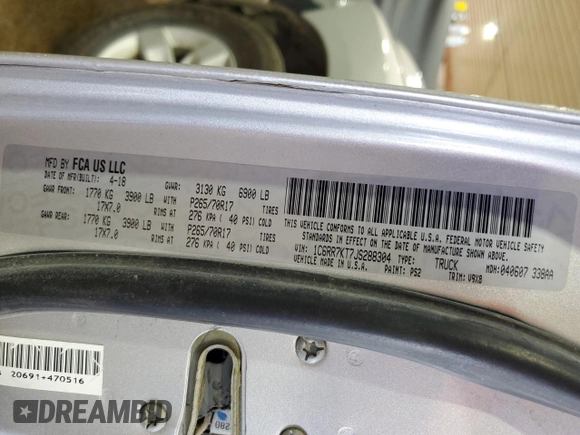 MFD BY FCA US LLC
DATE OF MFR(BUILT): 4-18 GVWR: 3130 KG 6900 LB
GAWR FRONT: 1770 KG 3900 LB WITH P265/70R17 TIRES
17X7.0 RIMS AT 276 KPA ( 40 PSI) COLD
GAWR REAR: 1770 KG 3900 LB WITH P265/70R17 TIRES
17X7.0 RIMS AT 276 KPA ( 40 PSI) COLD
THIS VEHICLE CONFORMS TO ALL APPLICABLE U.S.A. FEDERAL MOTOR VEHICLE SAFETY
STANDARDS IN EFFECT ON THE DATE OF MANUFACTURE SHOWN ABOVE.
VIN: 1C6RR7KT7JS288304 TYPE: TRUCK MDH: 040607 338AA
VEHICLE MADE IN U.S.A. PAINT: PS2 TRIM: V9X8
20691+470516
082
DREAMBID